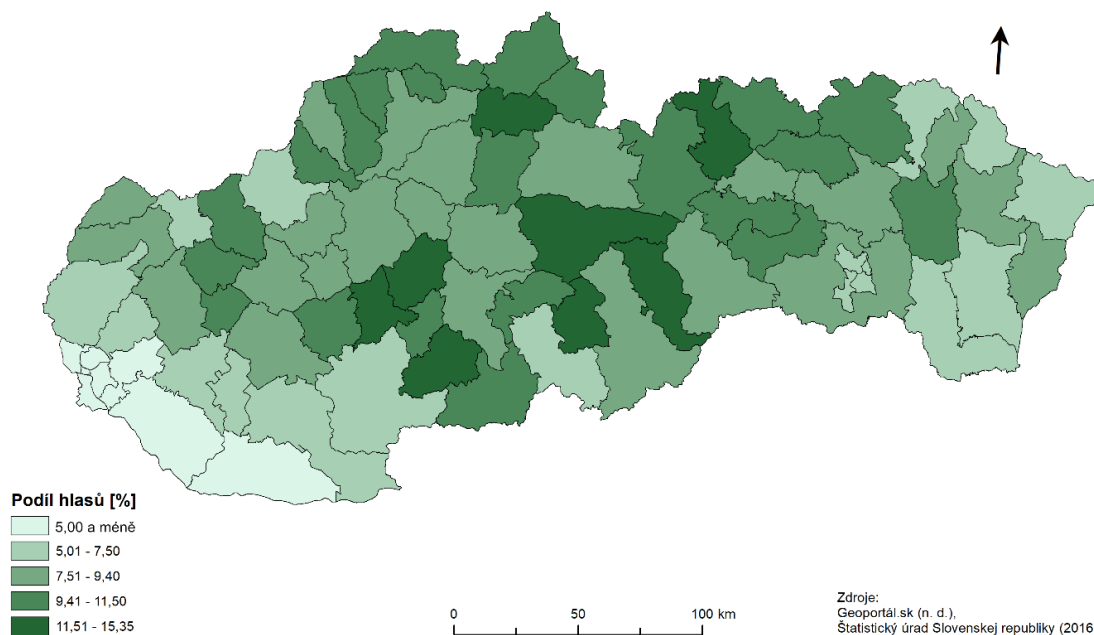 Podíl hlasů [%]
5,00 a méně
5,01 - 7,50
7,51 - 9,40
9,41 - 11,50
11,51 - 15,35
0 50 100 km
Zdroje:
Geoportál.sk (n. d.),
Štatistický úrad Slovenskej republiky (2016